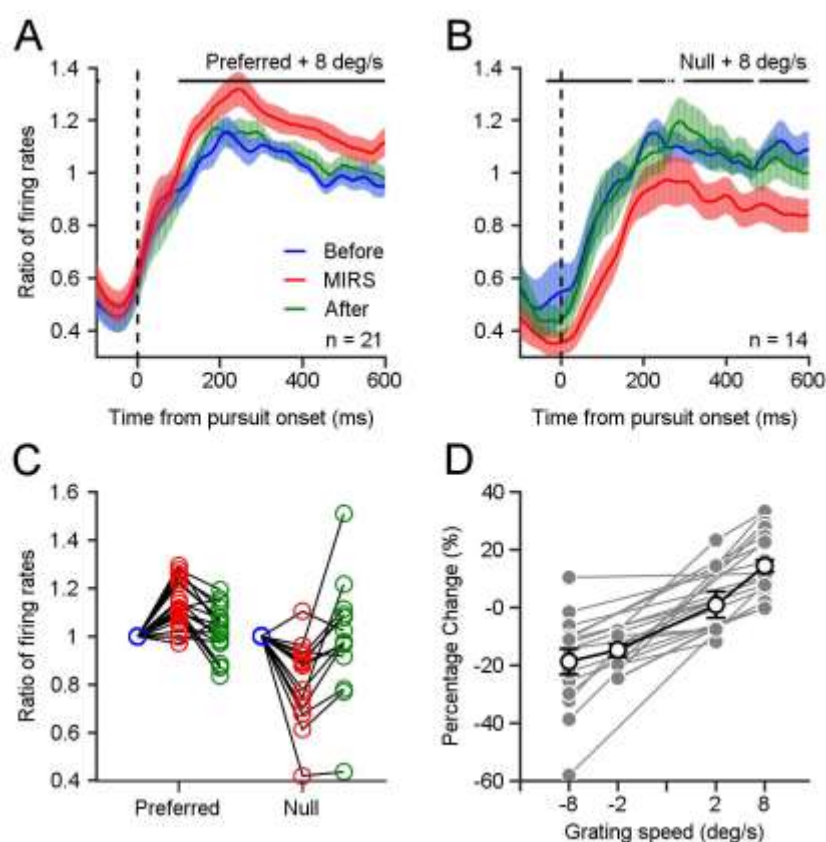 A
B
Preferred + 8 deg/s
Null + 8 deg/s
1.4
1.2
1.0
0.8
0.6
0.4
Ratio of firing rates
Before
MIRS
After
n = 21
0
200
400
600
Time from pursuit onset (ms)
1.4
1.2
1.0
0.8
0.6
0.4
n = 14
0
200
400
600
Time from pursuit onset (ms)
C
D
1.6
1.4
1.2
1
0.8
0.6
0.4
Ratio of firing rates
Preferred
Null
40
20
-0
-20
-40
-60
Percentage Change (%)
-8
-2
2
8
Grating speed (deg/s)